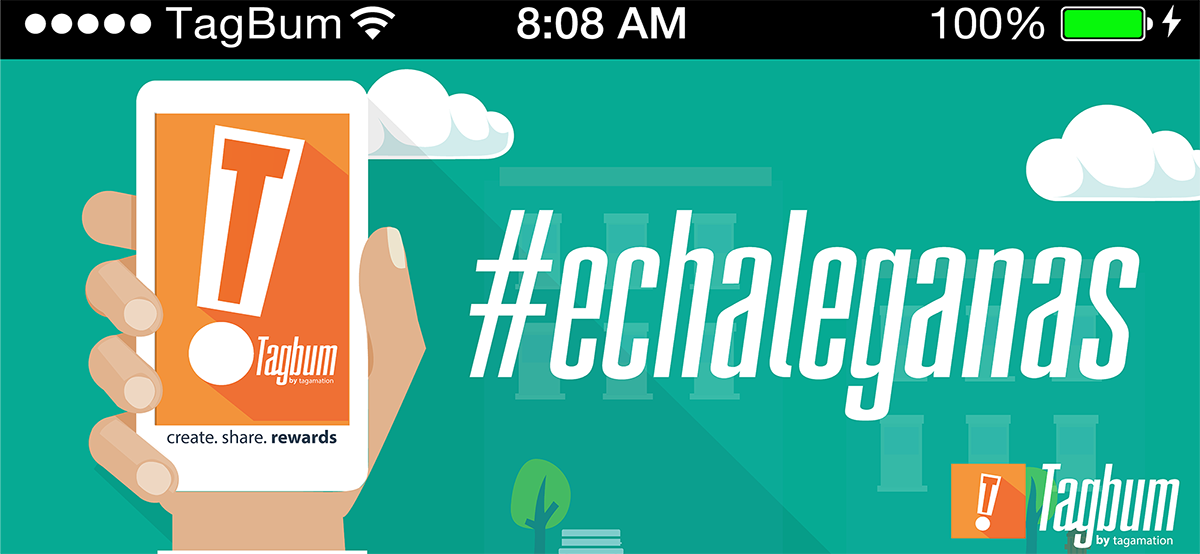 TagBum 8:08 AM 100%
T
Tagbum
by tagamation
create. share. rewards
#echaleganas
T
Tagbum
by tagamation